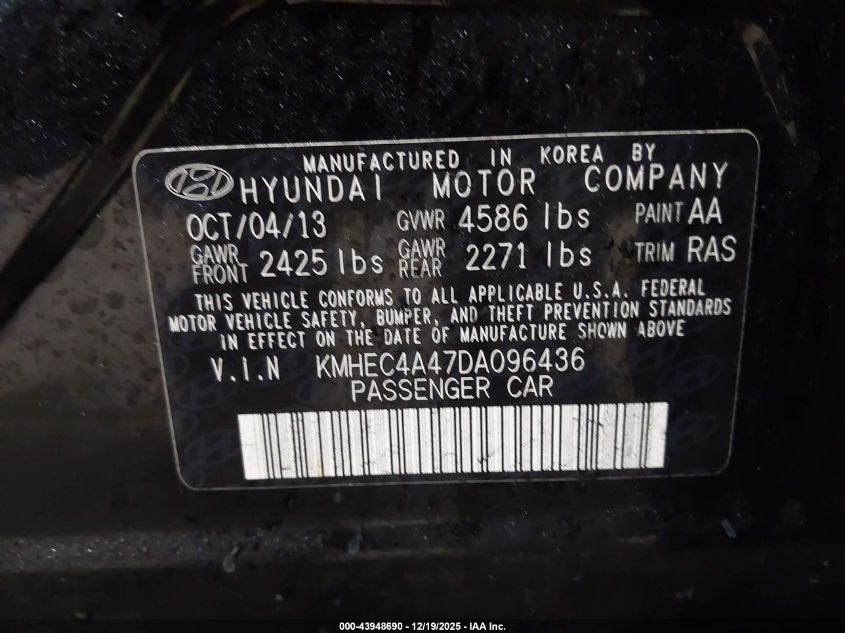 MANUFACTURED IN KOREA BY
HYUNDAI MOTOR COMPANY
OCT/04/13 GVWR 4586 lbs PAINT AA
GAWR FRONT 2425 lbs GAWR REAR 2271 lbs TRIM RAS
THIS VEHICLE CONFORMS TO ALL APPLICABLE U.S.A. FEDERAL
MOTOR VEHICLE SAFETY, BUMPER, AND THEFT PREVENTION STANDARDS
IN EFFECT ON THE DATE OF MANUFACTURE SHOWN ABOVE
V.I.N KMHEC4A47DA096436
PASSENGER CAR
000-43948690 - 12/19/2025 - IAA Inc.